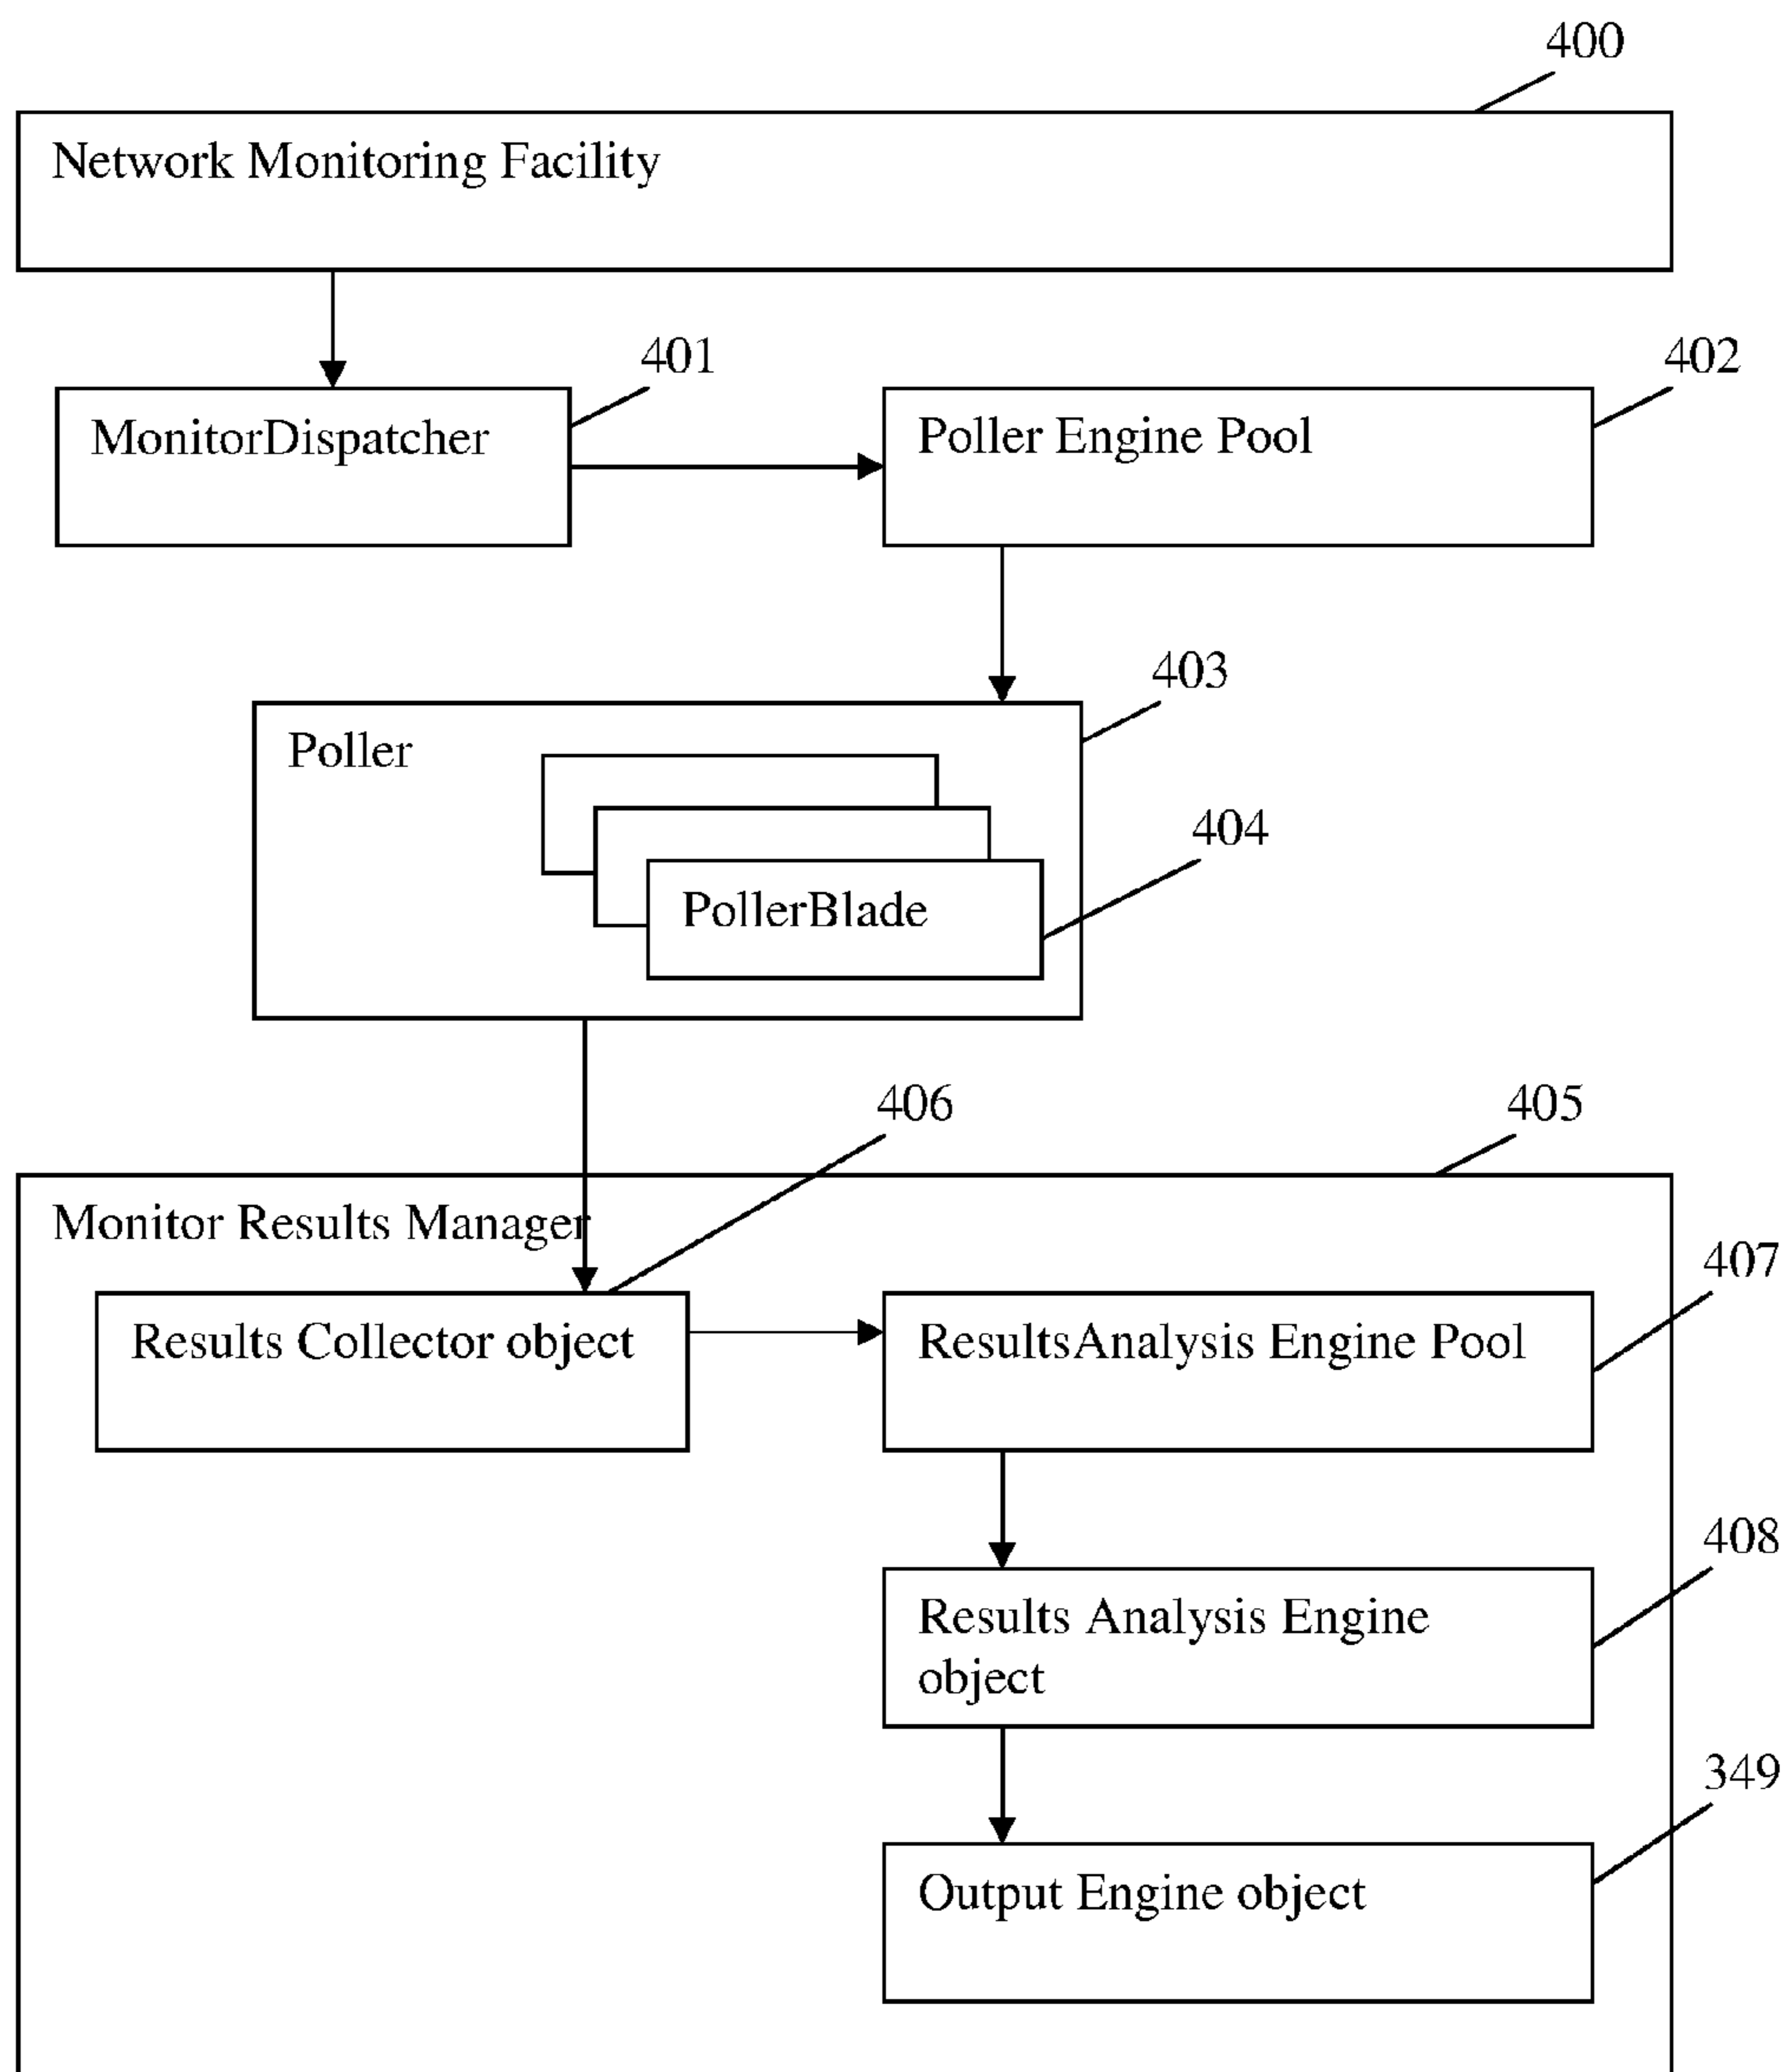 400
Network Monitoring Facility
401
402
MonitorDispatcher
Poller Engine Pool
403
Poller
404
PollerBlade
406
405
Monitor Results Manager
407
Results Collector object
ResultsAnalysis Engine Pool
408
Results Analysis Engine
object
349
Output Engine object